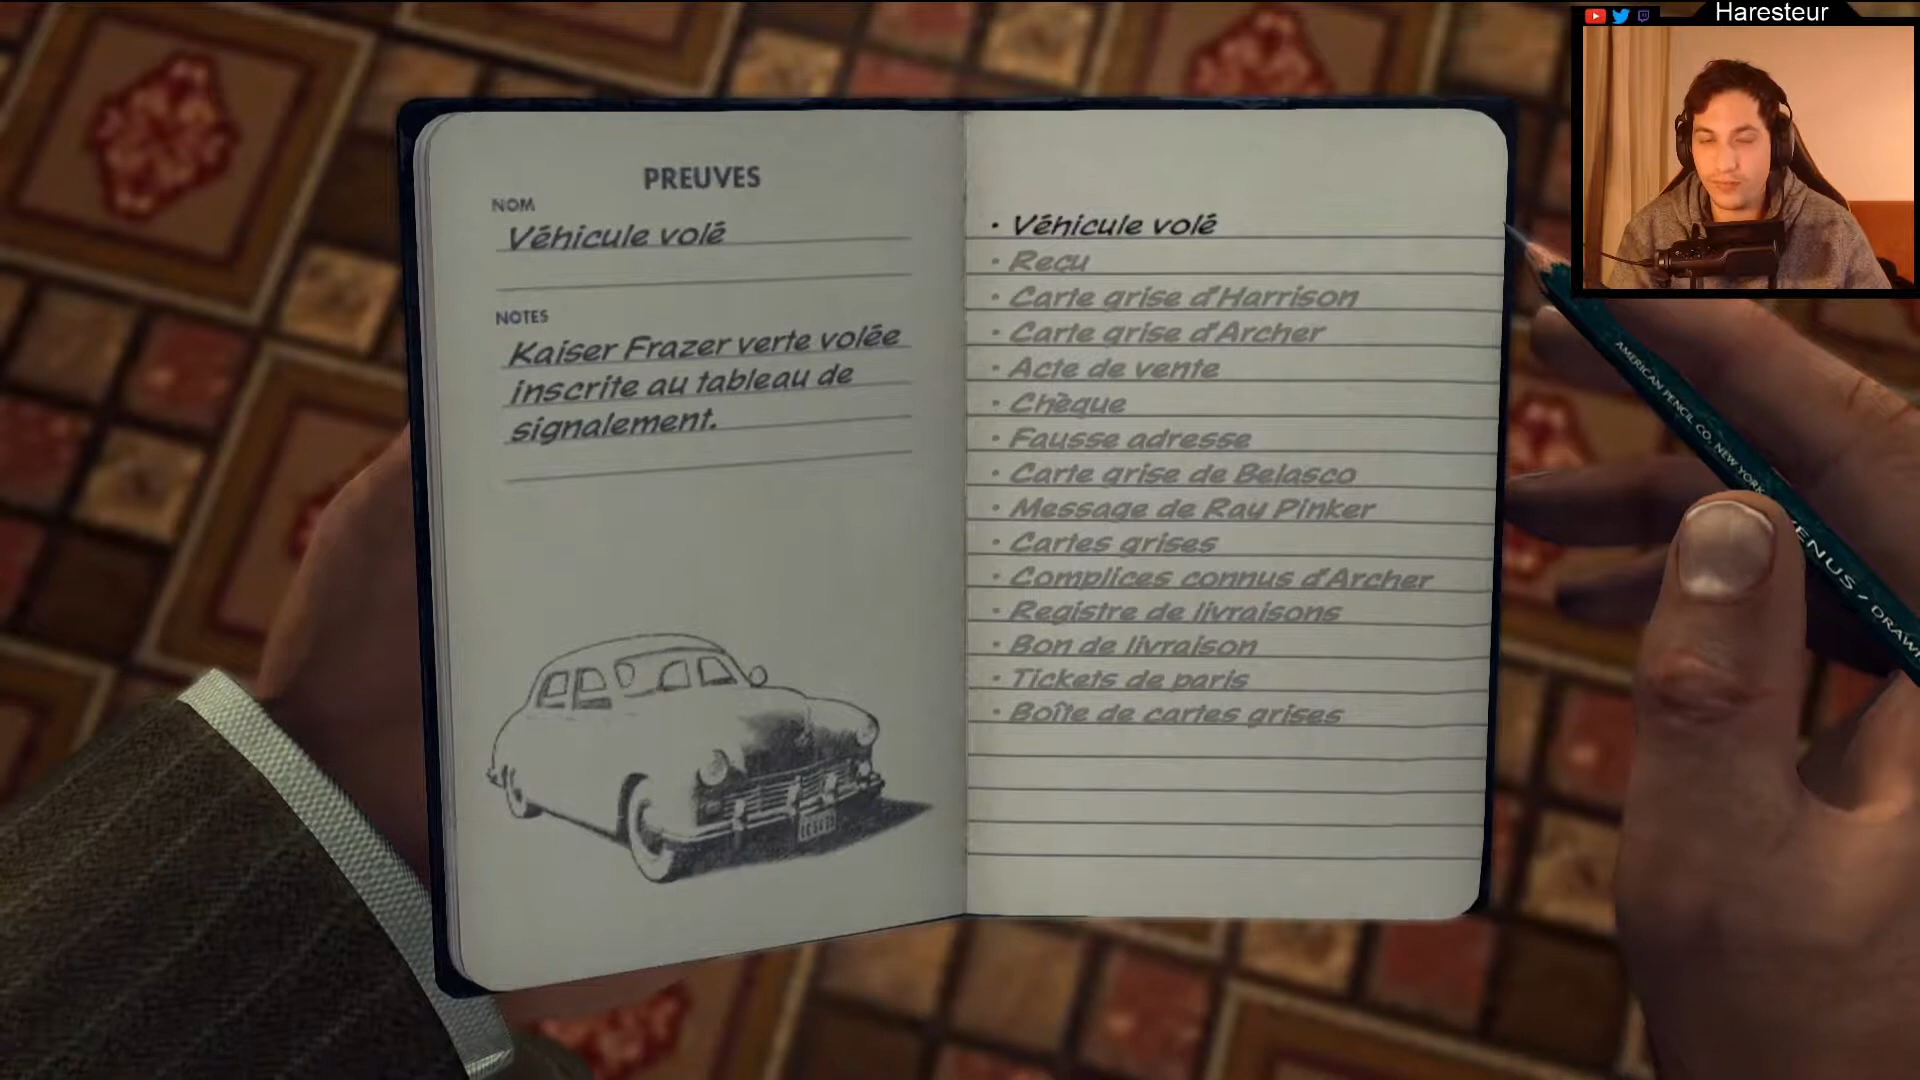 Haresteur
PREUVES
NOM
Véhicule volé
NOTES
Kaiser Frazer verte volée
inscrite au tableau de
signalement.
• Véhicule volé
• Reçu
• Carte grise d'Harrison
• Carte grise d'Archer
• Acte de vente
• Chèque
• Fausse adresse
• Carte grise de Belasco
• Message de Ray Pinker
• Cartes grises
• Complices connus d'Archer
• Registre de livraisons
• Bon de livraison
• Tickets de paris
• Boîte de cartes grises
AMERICAN PENCIL CO. NEW YORK
VENUS / DRAWI